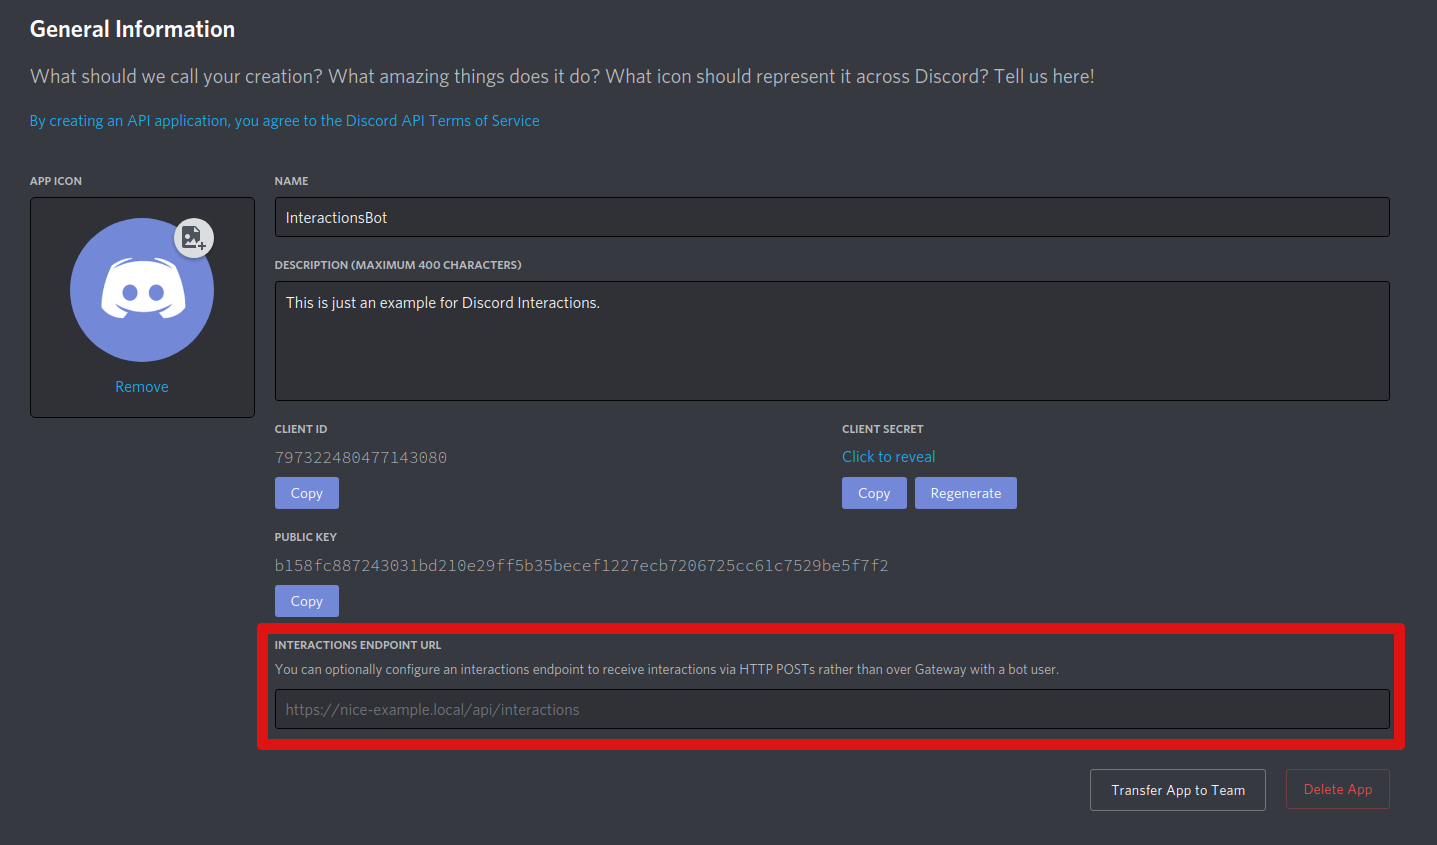 General Information
What should we call your creation? What amazing things does it do? What icon should represent it across Discord? Tell us here!
By creating an API application, you agree to the Discord API Terms of Service
APP ICON
Remove
NAME
InteractionsBot
DESCRIPTION (MAXIMUM 400 CHARACTERS)
This is just an example for Discord Interactions.
CLIENT ID
797322480477143080
Copy
CLIENT SECRET
Click to reveal
Copy
Regenerate
PUBLIC KEY
b158fc887243031bd210e29ff5b35becef1227ecb7206725cc61c7529be5f7f2
Copy
INTERACTIONS ENDPOINT URL
You can optionally configure an interactions endpoint to receive interactions via HTTP POSTs rather than over Gateway with a bot user.
https://nice-example.local/api/interactions
Transfer App to Team
Delete App